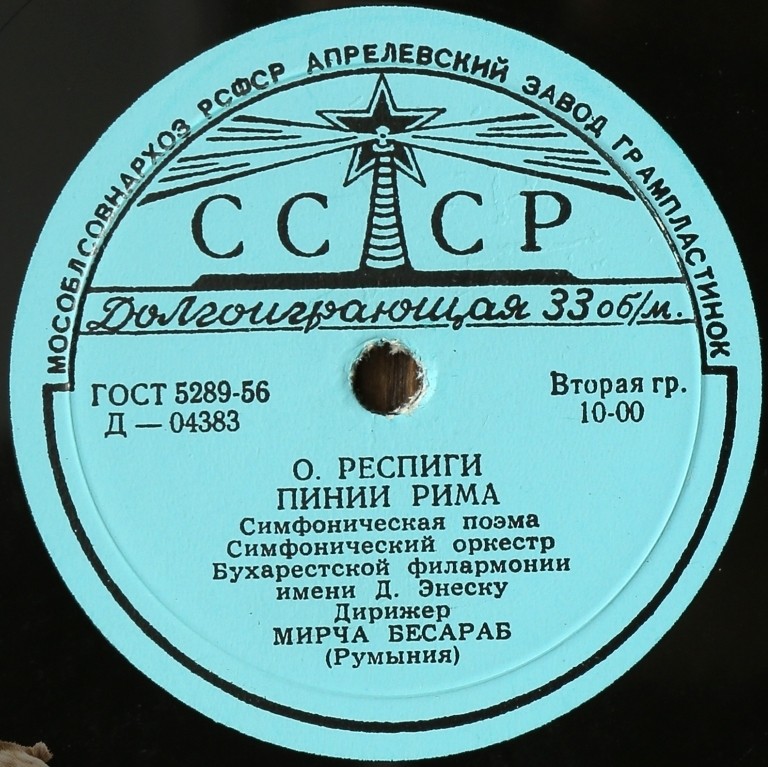 МОСОБЛСОВНАРХОЗ РСФСР АПРЕЛЕВСКИЙ ЗАВОД ГРАМПЛАСТИНОК
СССР
Долгоиграющая 33 об/м.
ГОСТ 5289-56
Д — 04383
Вторая гр.
10-00
О. РЕСПИГИ
ПИНИИ РИМА
Симфоническая поэма
Симфонический оркестр
Бухарестской филармонии
имени Д. Энеску
Дирижер
МИРЧА БЕСАРАБ
(Румыния)